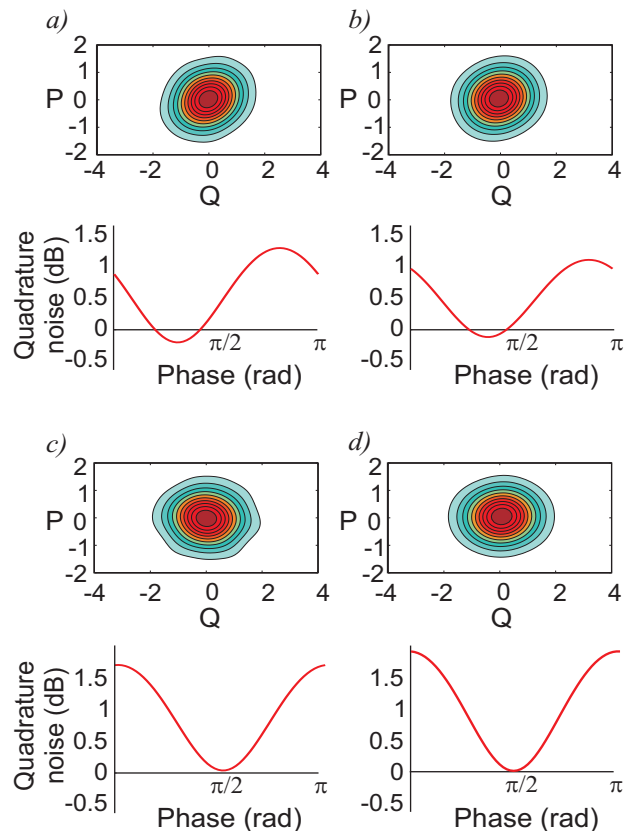 a)
2
1
P 0
-1
-2
-4 -2 0 2 4
Q
b)
2
1
P 0
-1
-2
-4 -2 0 2 4
Q
Quadrature
noise (dB)
1.5
1
0.5
0
-0.5
π/2 π
Phase (rad)
1.5
1
0.5
0
-0.5
π/2 π
Phase (rad)
c)
2
1
P 0
-1
-2
-4 -2 0 2 4
Q
d)
2
1
P 0
-1
-2
-4 -2 0 2 4
Q
Quadrature
noise (dB)
1.5
1
0.5
0
-0.5
π/2 π
Phase (rad)
1.5
1
0.5
0
-0.5
π/2 π
Phase (rad)